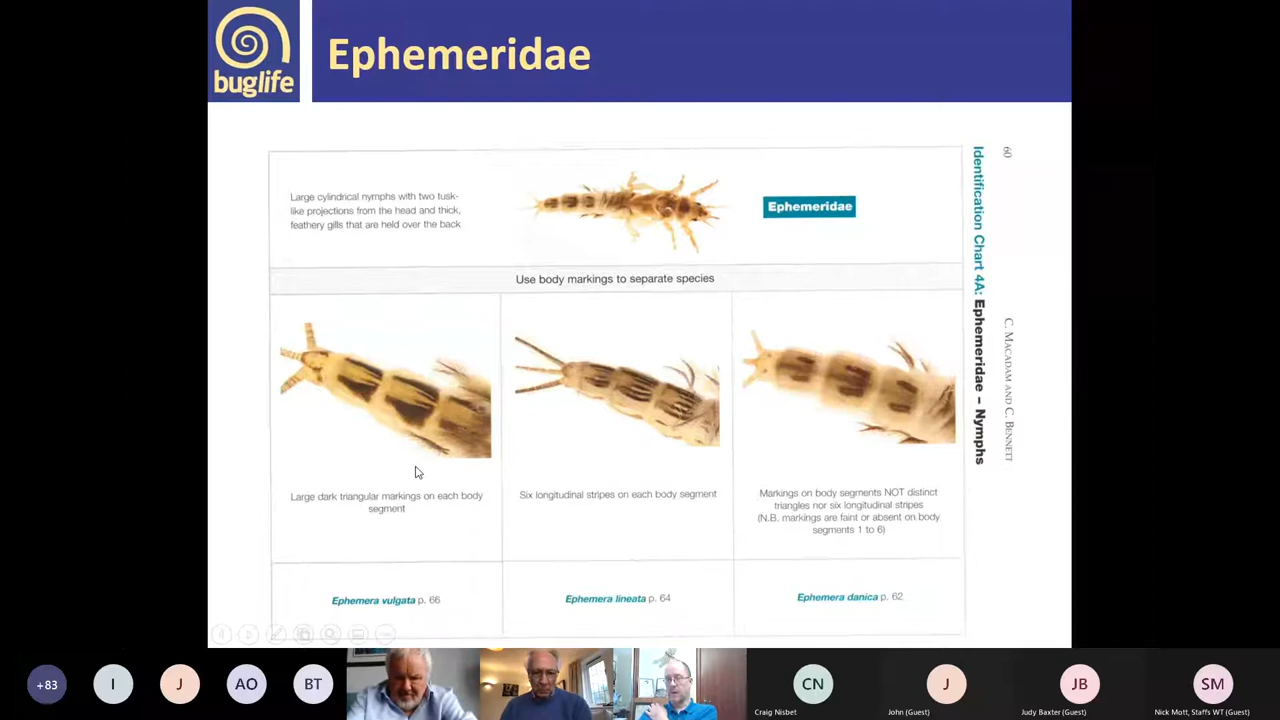 buglife
Ephemeridae
Large cylindrical nymphs with two tusk-
like projections from the head and thick,
feathery gills that are held over the back
Ephemeridae
Use body markings to separate species
Large dark triangular markings on each body
segment
Six longitudinal stripes on each body segment
Markings on body segments NOT distinct
triangles nor six longitudinal stripes
(N.B. markings are faint or absent on body
segments 1 to 6)
Ephemera vulgata p. 66
Ephemera lineata p. 64
Ephemera danica p. 62
60
Identification Chart 4A: Ephemeridae – Nymphs
C. MACADAM AND C. BENNETT
+83
I
J
AO
BT
CN
Craig Nisbet
J
John (Guest)
JB
Judy Baxter (Guest)
SM
Nick Mott, Staffs WT (Guest)